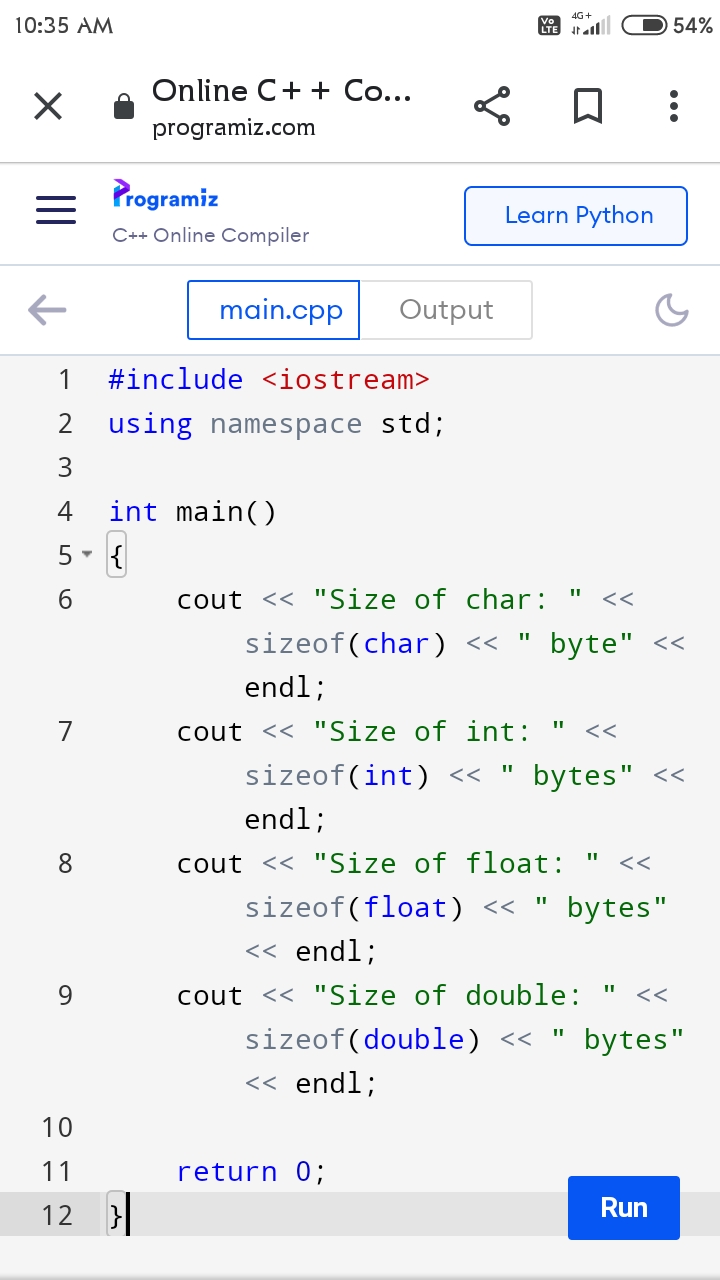 10:35 AM
Vo LTE 4G+ 54%
Online C++ Co...
programiz.com
Programiz
C++ Online Compiler
Learn Python
main.cpp Output
1 #include <iostream>
2 using namespace std;
3
4 int main()
5 {
6 cout << "Size of char: " <<
sizeof(char) << " byte" <<
endl;
7 cout << "Size of int: " <<
sizeof(int) << " bytes" <<
endl;
8 cout << "Size of float: " <<
sizeof(float) << " bytes"
<< endl;
9 cout << "Size of double: " <<
sizeof(double) << " bytes"
<< endl;
10
11 return 0;
12 }
Run